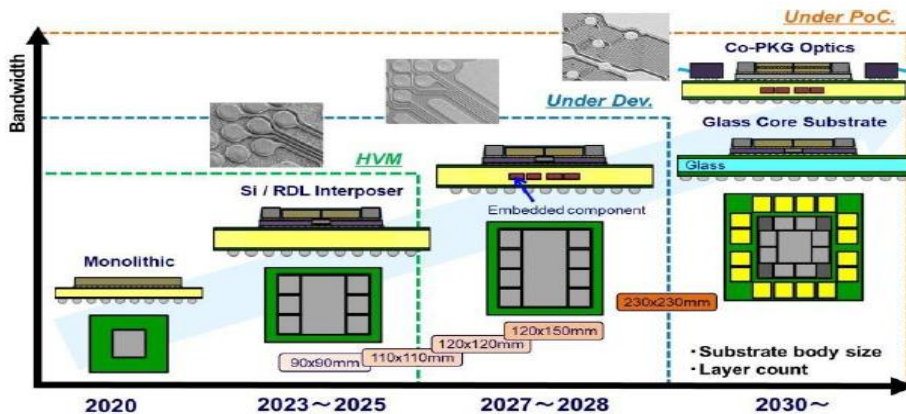 Under PoC.
Co-PKG Optics
Bandwidth
Under Dev.
Glass Core Substrate
HVM
Glass
Si / RDL Interposer
Embedded component
Monolithic
230x230mm
120x150mm
120x120mm
110x110mm
90x90mm
・Substrate body size
・Layer count
2020
2023～2025
2027～2028
2030～